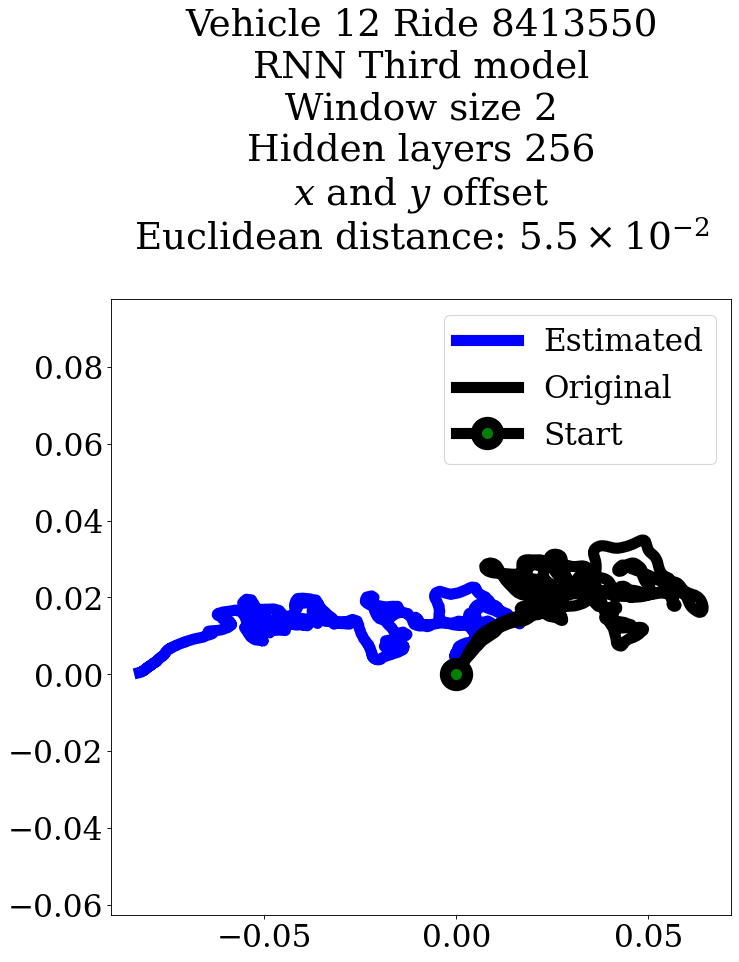 Vehicle 12 Ride 8413550
RNN Third model
Window size 2
Hidden layers 256
x and y offset
Euclidean distance: 5.5 × 10⁻²
Estimated
Original
Start
0.08
0.06
0.04
0.02
0.00
−0.02
−0.04
−0.06
−0.05 0.00 0.05